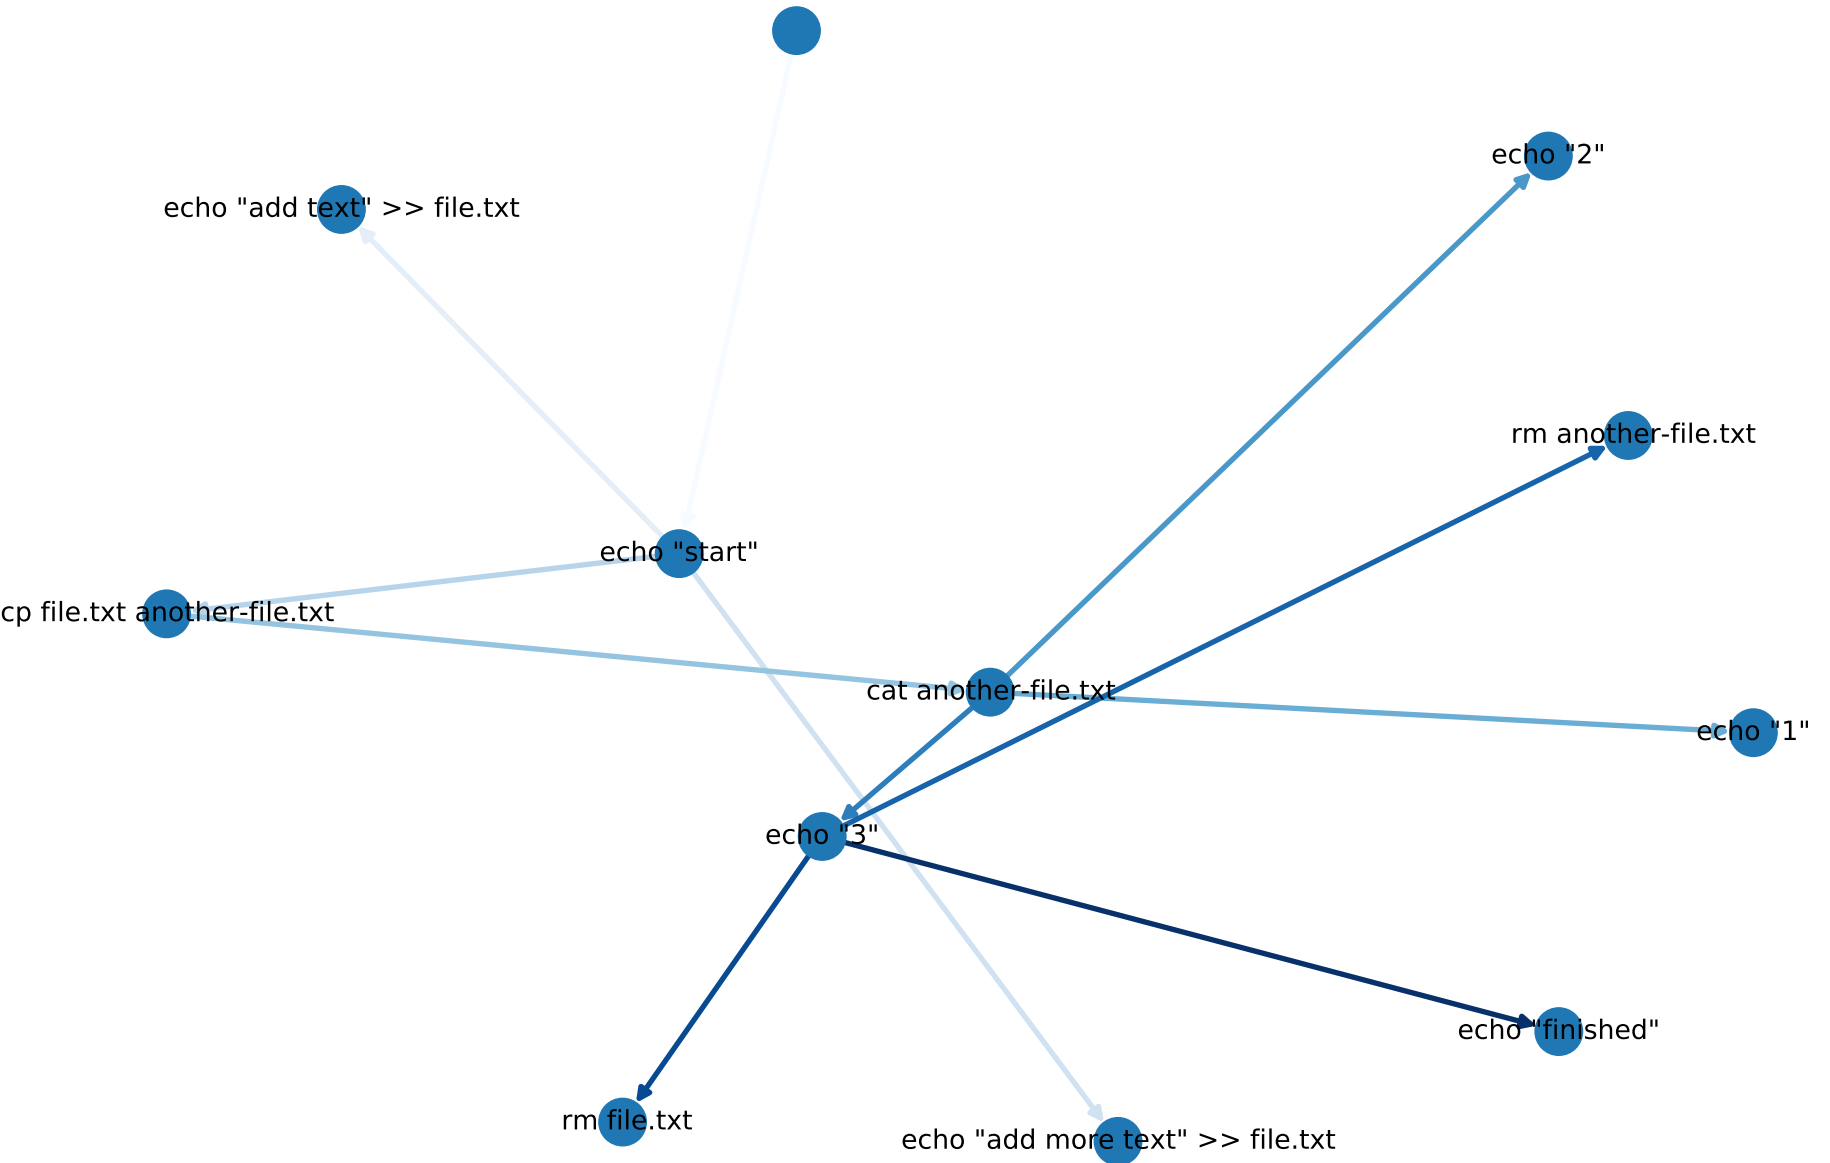 echo "2"
echo "add text" >> file.txt
rm another-file.txt
echo "start"
cp file.txt another-file.txt
cat another-file.txt
echo "1"
echo "3"
echo "finished"
rm file.txt
echo "add more text" >> file.txt